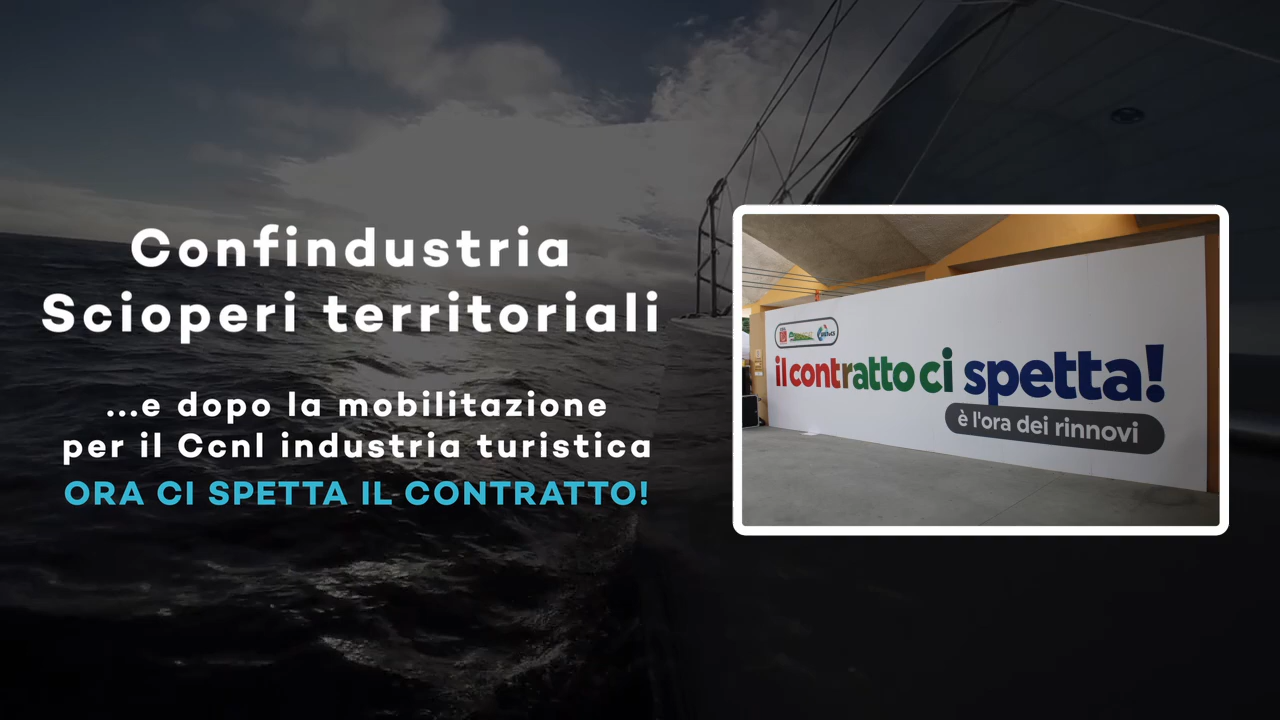 Confindustria
Scioperi territoriali
...e dopo la mobilitazione
per il Ccnl industria turistica
ORA CI SPETTA IL CONTRATTO!
il contratto ci spetta!
è l'ora dei rinnovi